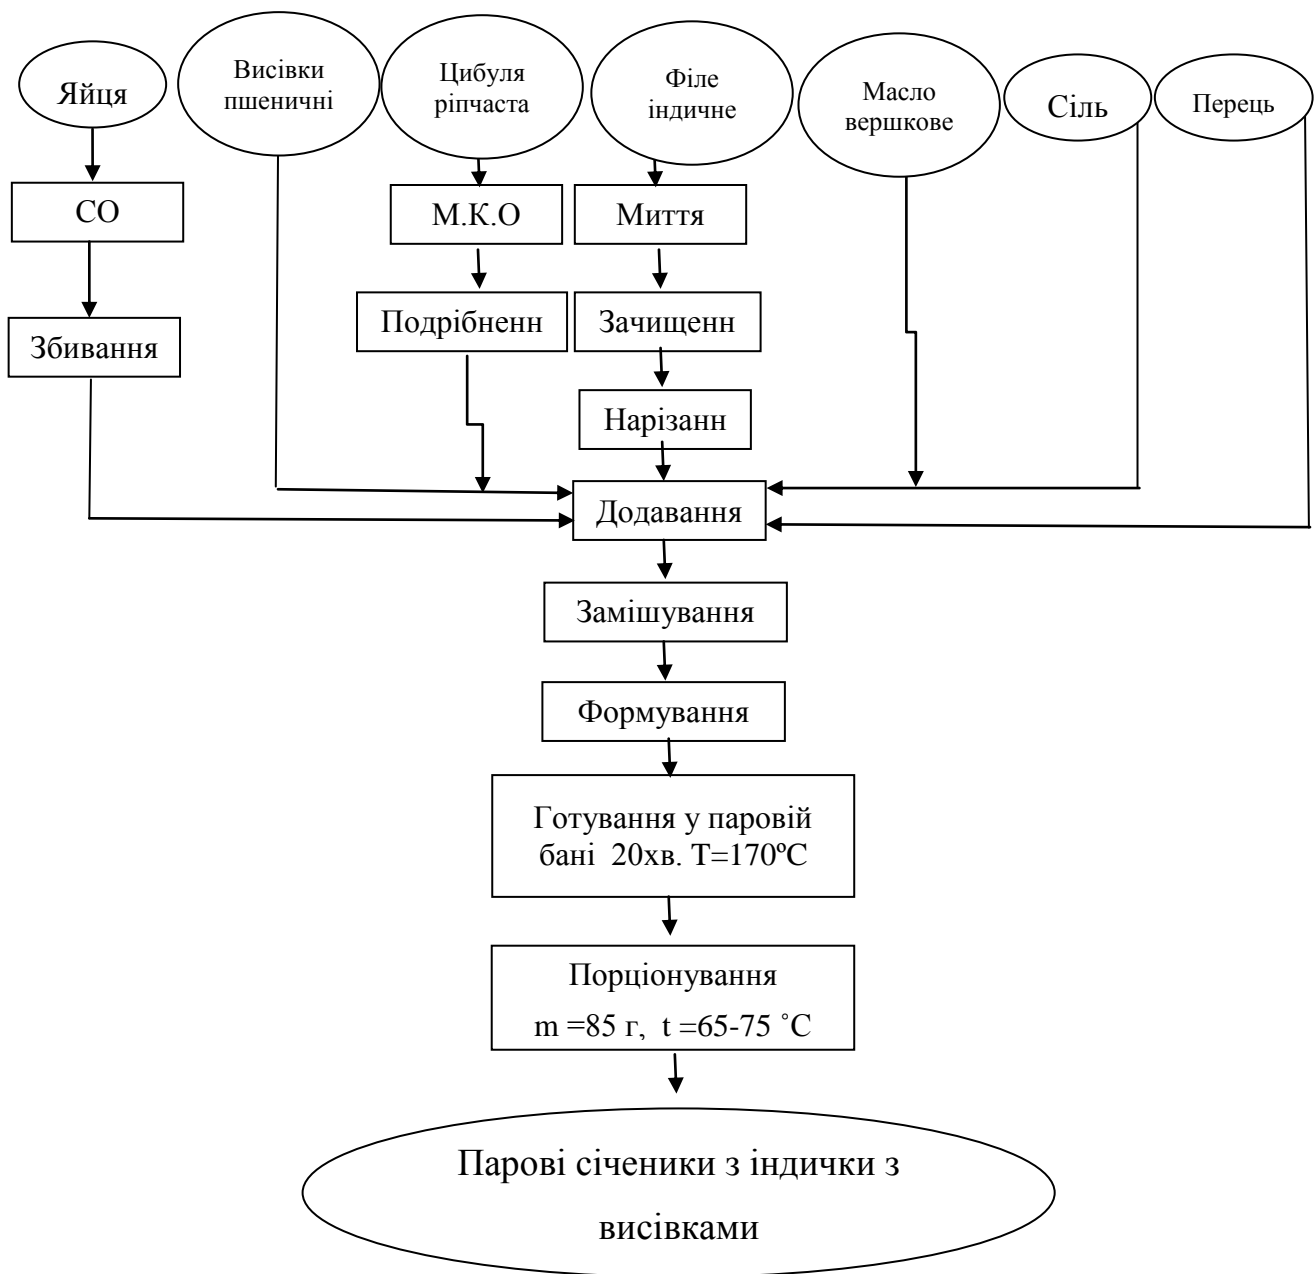 Яйця
Висівки
пшеничні
Цибуля
ріпчаста
Філе
індичне
Масло
вершкове
Сіль
Перець
СО
М.К.О
Миття
Збивання
Подрібненн
Зачищенн
Нарізанн
Додавання
Замішування
Формування
Готування у паровій
бані 20хв. Т=170ºС
Порціонування
m =85 г, t =65-75 ˚С
Парові січеники з індички з
висівками